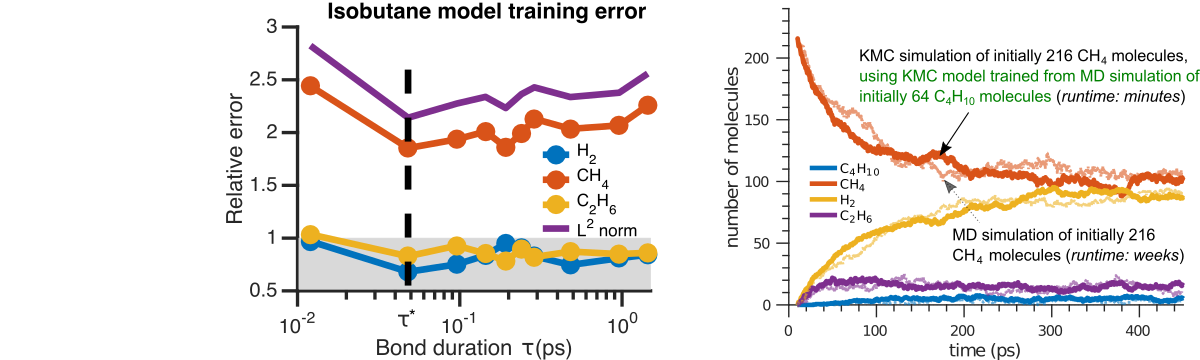 Isobutane model training error
3
2.5
2
1.5
1
0.5
Relative error
H₂
CH₄
C₂H₆
L² norm
10⁻²
τ*
10⁻¹
10⁰
Bond duration τ(ps)
KMC simulation of initially 216 CH₄ molecules,
using KMC model trained from MD simulation of
initially 64 C₄H₁₀ molecules (runtime: minutes)
200
150
100
50
0
number of molecules
C₄H₁₀
CH₄
H₂
C₂H₆
MD simulation of initially 216
CH₄ molecules (runtime: weeks)
0
100
200
300
400
time (ps)